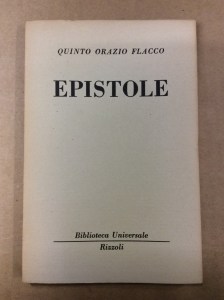 QUINTO ORAZIO FLACCO
EPISTOLE
Biblioteca Universale
Rizzoli